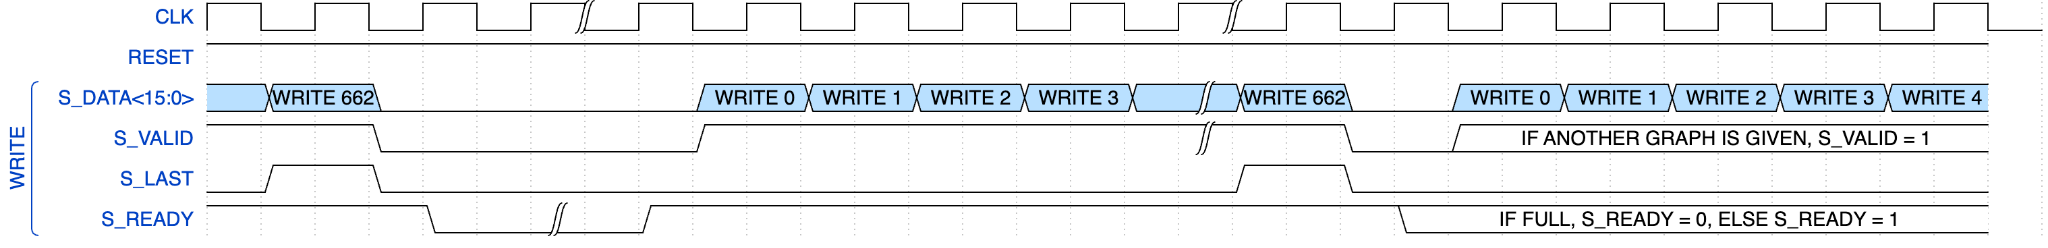 CLK
RESET
WRITE
S_DATA<15:0>
WRITE 662 WRITE 0 WRITE 1 WRITE 2 WRITE 3 WRITE 662 WRITE 0 WRITE 1 WRITE 2 WRITE 3 WRITE 4
S_VALID
IF ANOTHER GRAPH IS GIVEN, S_VALID = 1
S_LAST
S_READY
IF FULL, S_READY = 0, ELSE S_READY = 1